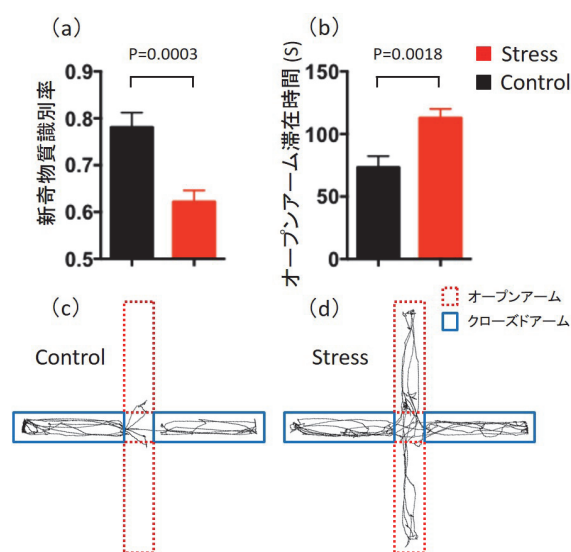 (a)
P=0.0003
新奇物質識別率
0.9
0.8
0.7
0.6
0.5
(b)
P=0.0018
オープンアーム滞在時間 (S)
150
100
50
0
Stress
Control
(c)
Control
(d)
Stress
オープンアーム
クローズドアーム